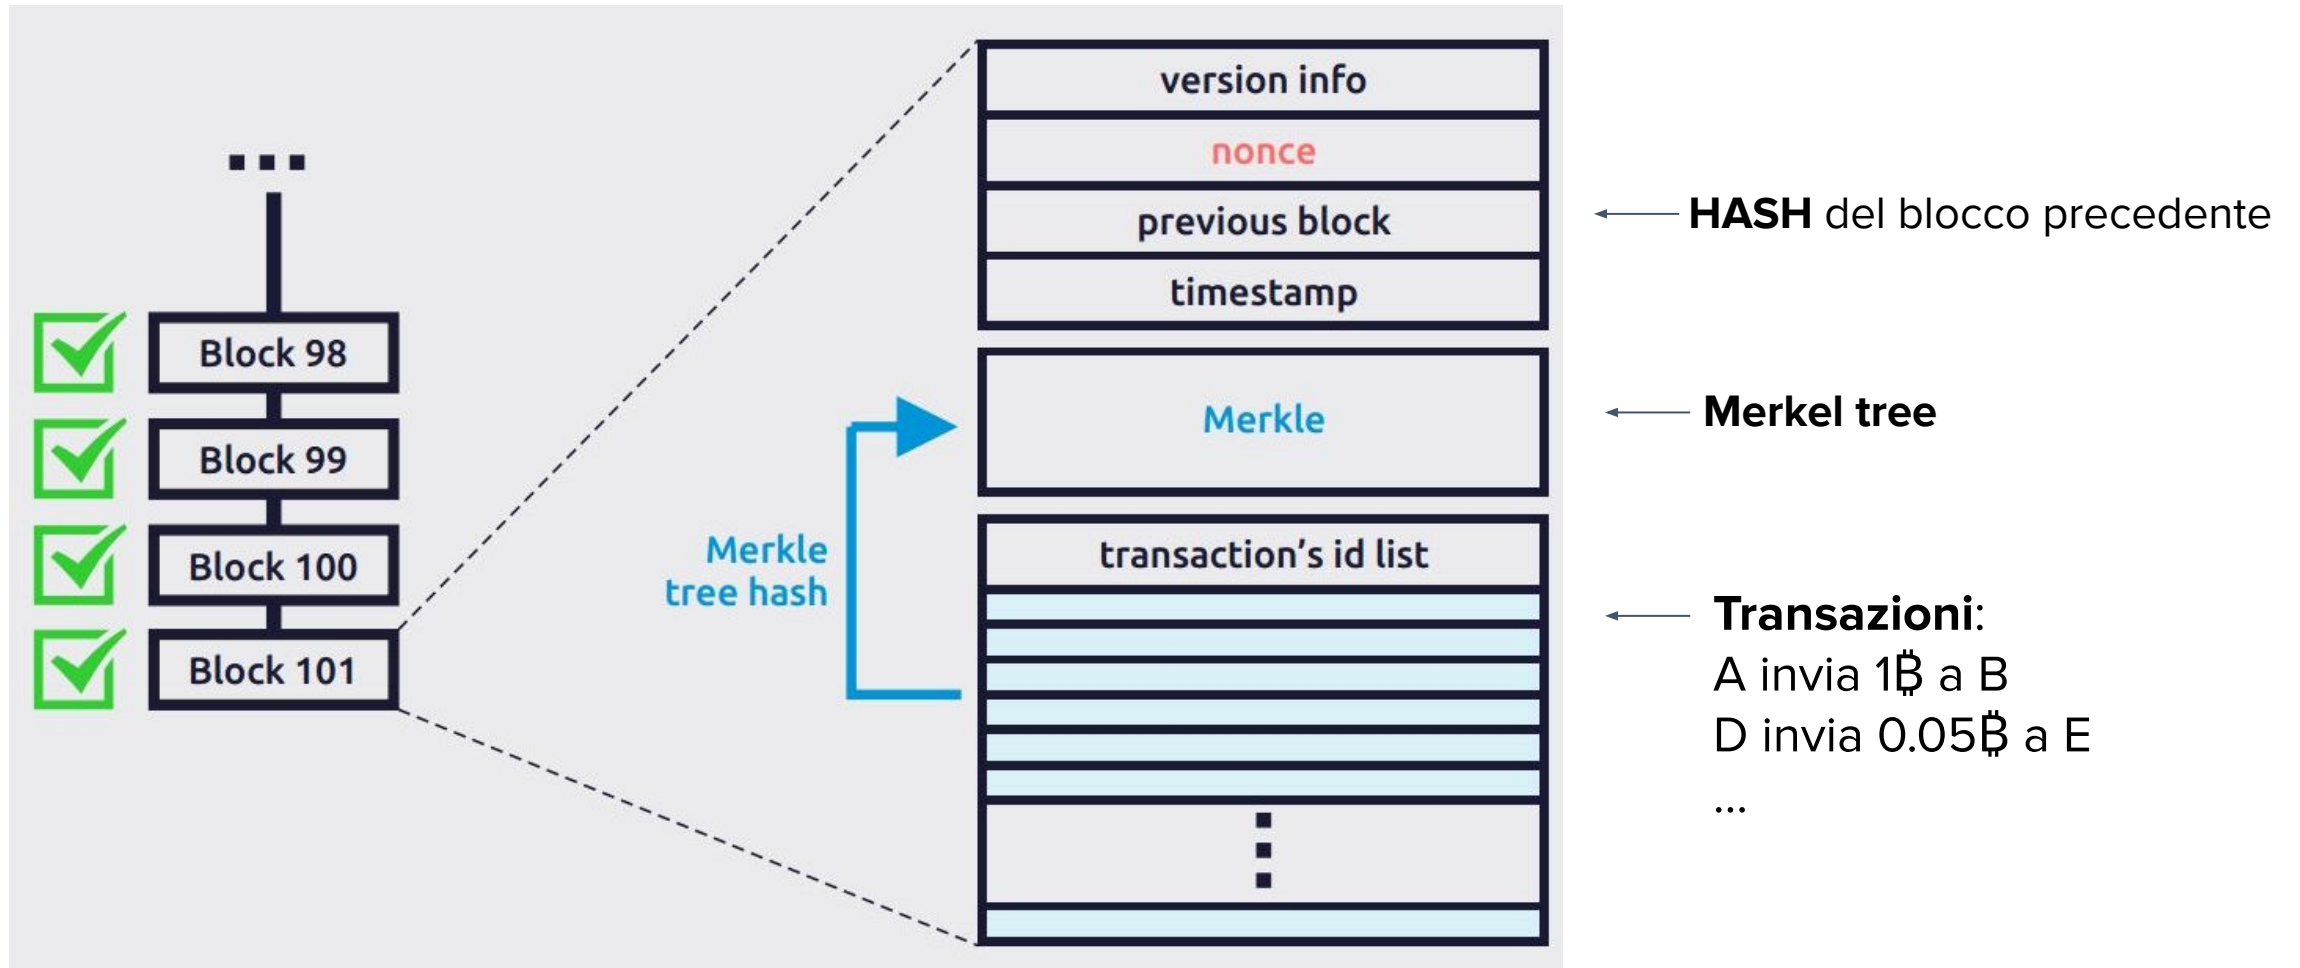 ...
Block 98
Block 99
Block 100
Block 101
version info
nonce
previous block
timestamp
Merkle
Merkle
tree hash
transaction’s id list
HASH del blocco precedente
Merkel tree
Transazioni:
A invia 1₿ a B
D invia 0.05₿ a E
...